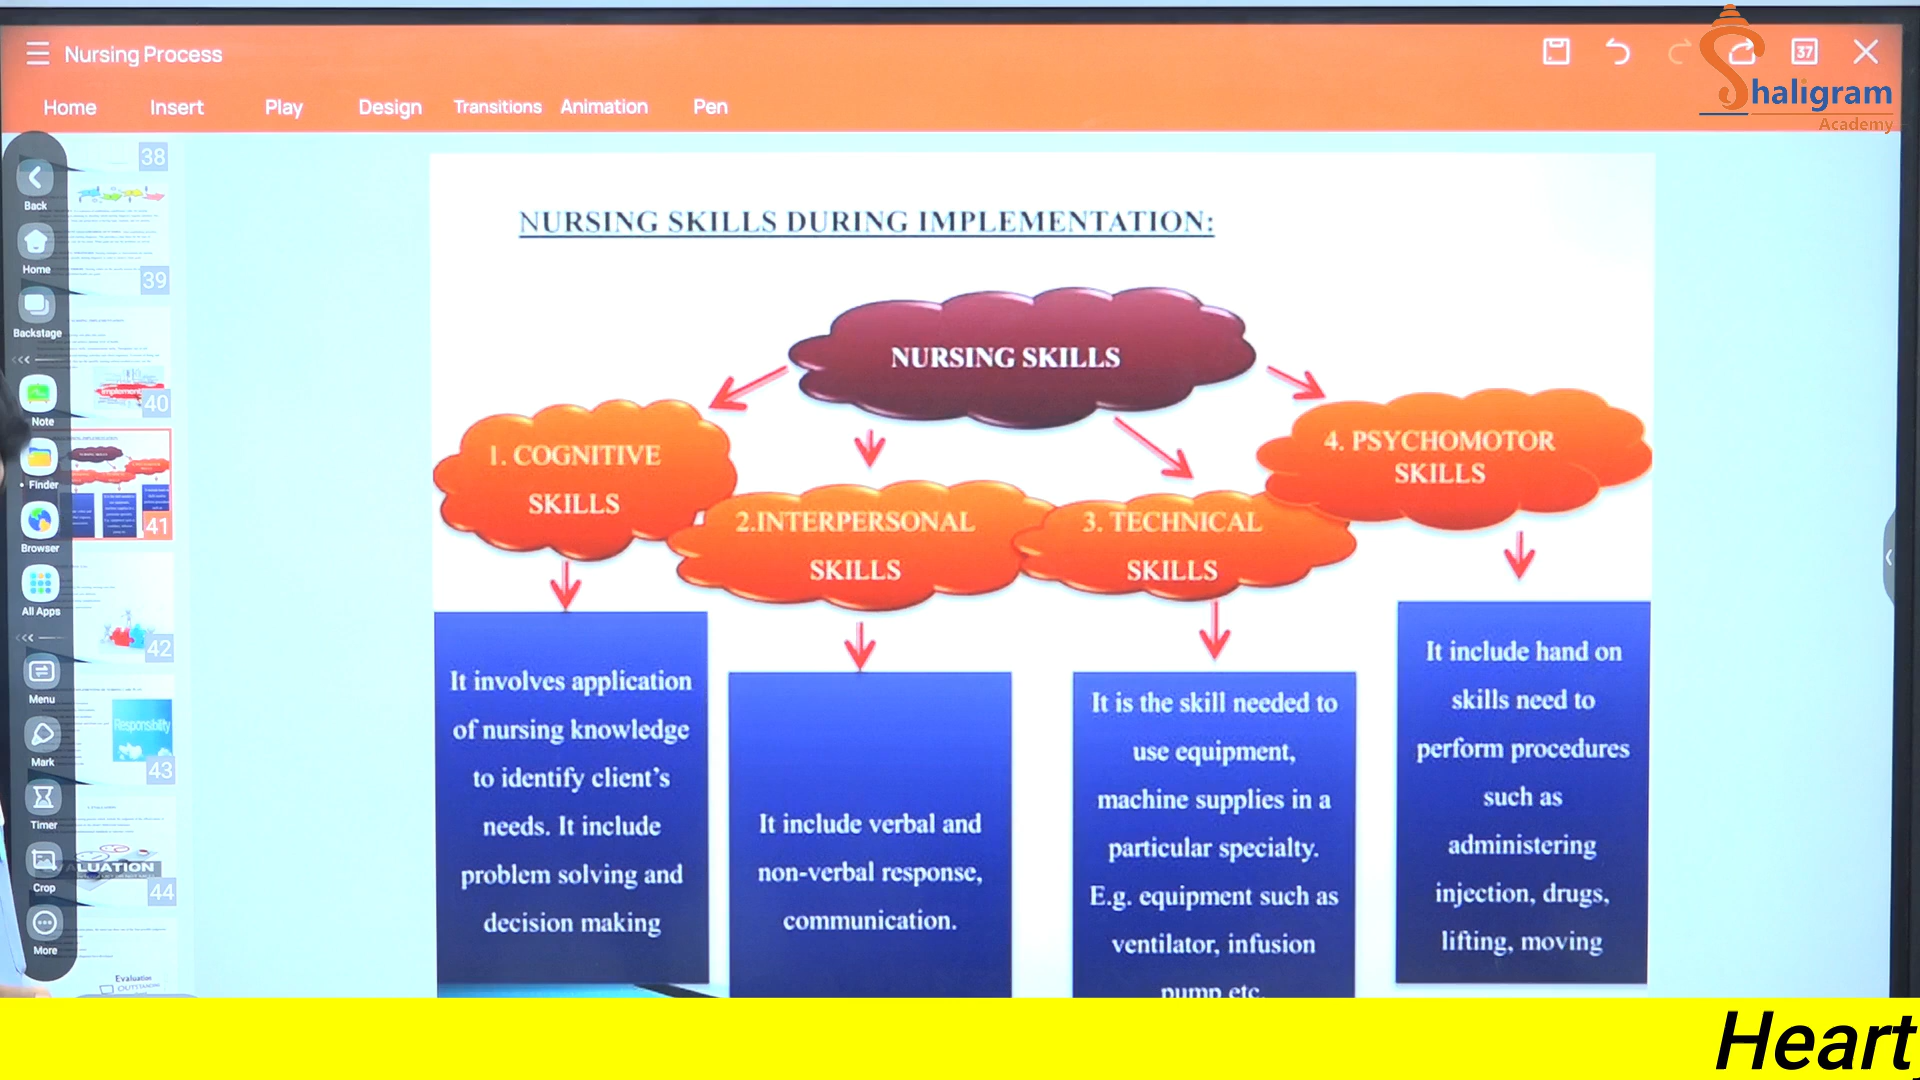 Nursing Process
37
Shaligram
Academy
Home Insert Play Design Transitions Animation Pen
38
39
40
41
42
43
44
Back
Home
Backstage
Note
Finder
Browser
All Apps
Menu
Mark
Timer
Crop
More
Responsibility
Evaluation
NURSING SKILLS DURING IMPLEMENTATION:
NURSING SKILLS
1. COGNITIVE
SKILLS
2.INTERPERSONAL
SKILLS
3. TECHNICAL
SKILLS
4. PSYCHOMOTOR
SKILLS
It involves application
of nursing knowledge
to identify client's
needs. It include
problem solving and
decision making
It include verbal and
non-verbal response,
communication.
It is the skill needed to
use equipment,
machine supplies in a
particular specialty.
E.g. equipment such as
ventilator, infusion
pump etc.
It include hand on
skills need to
perform procedures
such as
administering
injection, drugs,
lifting, moving
Heart